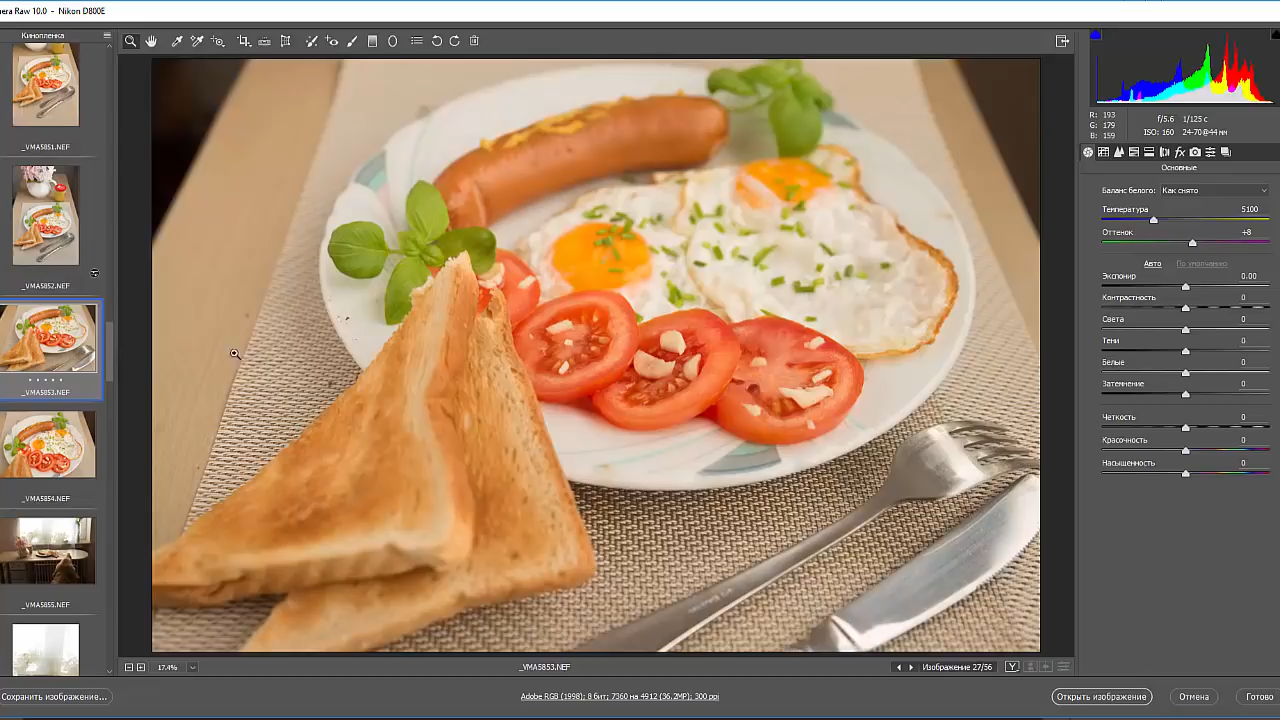 era Raw 10.0 - Nikon D800E
Кинопленка
_VMA5851.NEF
_VMA5852.NEF
_VMA5853.NEF
_VMA5854.NEF
_VMA5855.NEF
R: 193
G: 179
B: 159
f/5.6 1/125 с
ISO: 160 24-70@44 мм
Основные
Баланс белого: Как снято
Температура 5100
Оттенок +8
Авто По умолчанию
Экспонир 0.00
Контрастность 0
Света 0
Тени 0
Белые 0
Затемнение 0
Четкость 0
Красочность 0
Насыщенность 0
17.4%
_VMA5853.NEF
Изображение 27/56
Y
Сохранить изображение...
Adobe RGB (1998); 8 бит; 7360 на 4912 (36.2MP); 300 ppi
Открыть изображение
Отмена
Готово